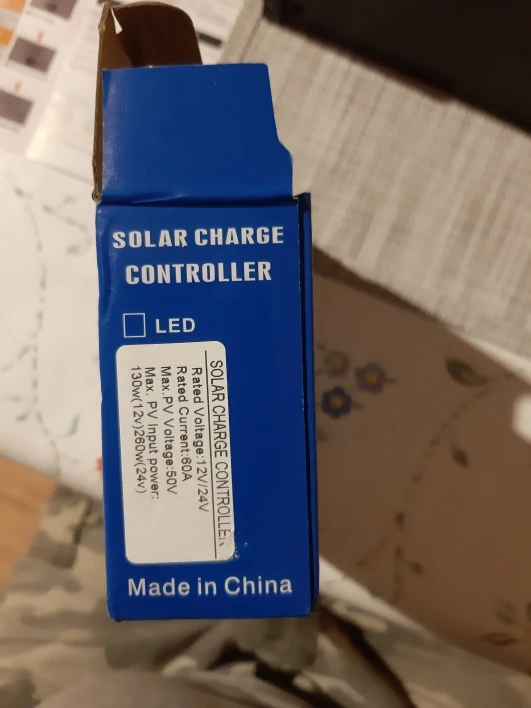 SOLAR CHARGE
CONTROLLER
LED
SOLAR CHARGE CONTROLLER
Rated Voltage:12V/24V
Rated Current:60A
Max.PV Voltage:50V
Max. PV Input power:
130w(12v)260w(24v)
Made in China